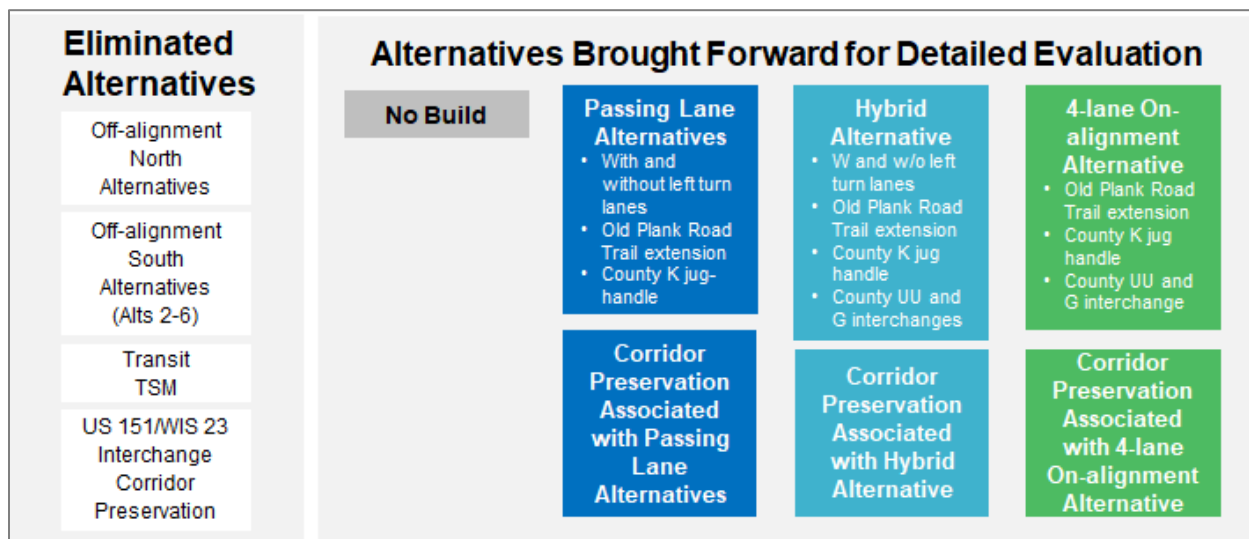 Eliminated
Alternatives
Off-alignment
North
Alternatives
Off-alignment
South
Alternatives
(Alts 2-6)
Transit
TSM
US 151/WIS 23
Interchange
Corridor
Preservation
Alternatives Brought Forward for Detailed Evaluation
No Build
Passing Lane
Alternatives
• With and
without left turn
lanes
• Old Plank Road
Trail extension
• County K jug-
handle
Corridor
Preservation
Associated
with Passing
Lane
Alternatives
Hybrid
Alternative
• W and w/o left
turn lanes
• Old Plank Road
Trail extension
• County K jug
handle
• County UU and
G interchanges
Corridor
Preservation
Associated
with Hybrid
Alternative
4-lane On-
alignment
Alternative
• Old Plank Road
Trail extension
• County K jug
handle
• County UU and
G interchange
Corridor
Preservation
Associated
with 4-lane
On-alignment
Alternative